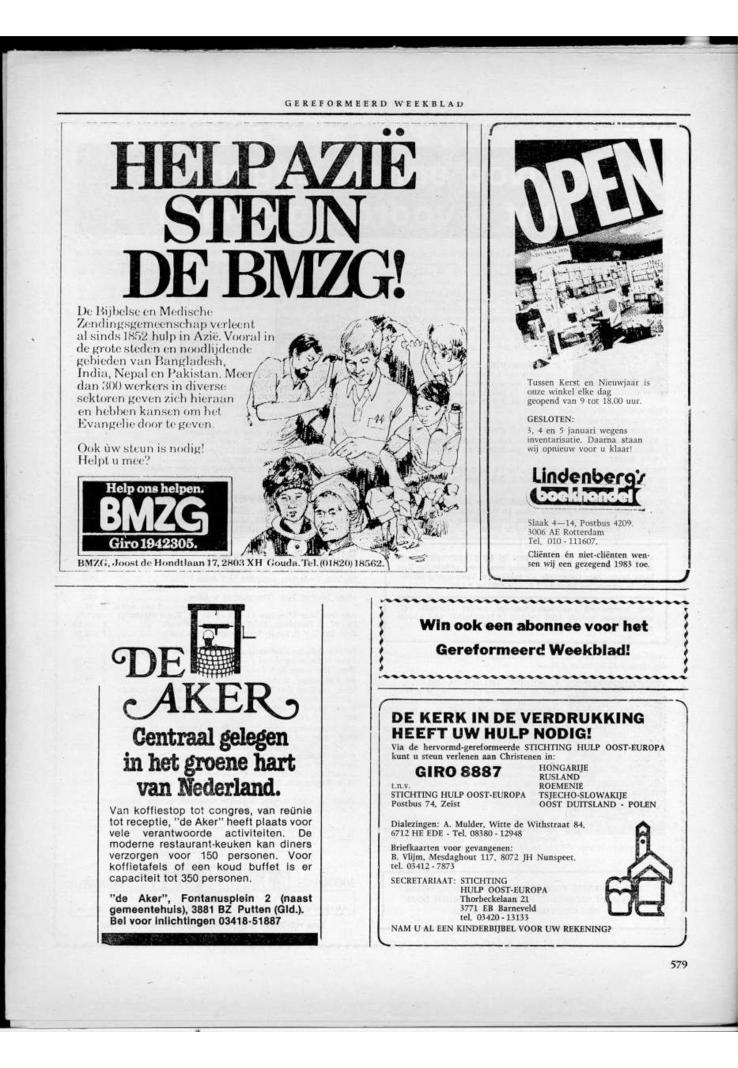 GEREFORMEERD WEEKBLAD
HELP AZIË
STEUN
DE BMZG!
De Bijbelse en Medische
Zendingsgemeenschap verleent
al sinds 1852 hulp in Azië. Vooral in
de grote steden en noodlijdende
gebieden van Bangladesh,
India, Nepal en Pakistan. Meer
dan 300 werkers in diverse
sektoren geven zich hieraan
en hebben kansen om het
Evangelie door te geven.
Ook ùw steun is nodig!
Helpt u mee?
Help ons helpen.
BMZG
Giro 1942305.
BMZG, Joost de Hondtlaan 17, 2803 XH Gouda. Tel. (01820) 18562.
OPEN
Tussen Kerst en Nieuwjaar is
onze winkel elke dag
geopend van 9 tot 18.00 uur.
GESLOTEN:
3, 4 en 5 januari wegens
inventarisatie. Daarna staan
wij opnieuw voor u klaar!
Lindenberg's
boekhandel
Slaak 4—14, Postbus 4209.
3006 AE Rotterdam
Tel. 010 - 111607.
Cliënten én niet-cliënten wen-
sen wij een gezegend 1983 toe.
DE
AKER
Centraal gelegen
in het groene hart
van Nederland.
Van koffiestop tot congres, van reünie
tot receptie, "de Aker" heeft plaats voor
vele verantwoorde activiteiten. De
moderne restaurant-keuken kan diners
verzorgen voor 150 personen. Voor
koffietafels of een koud buffet is er
capaciteit tot 350 personen.
"de Aker", Fontanusplein 2 (naast
gemeentehuis), 3881 BZ Putten (Gld.).
Bel voor inlichtingen 03418-51887
Win ook een abonnee voor het
Gereformeerd Weekblad!
DE KERK IN DE VERDRUKKING
HEEFT UW HULP NODIG!
Via de hervormd-gereformeerde STICHTING HULP OOST-EUROPA
kunt u steun verlenen aan Christenen in:
GIRO 8887
t.n.v.
STICHTING HULP OOST-EUROPA
Postbus 74, Zeist
HONGARIJE
RUSLAND
ROEMENIE
TSJECHO-SLOWAKIJE
OOST DUITSLAND - POLEN
Dialezingen: A. Mulder, Witte de Withstraat 84,
6712 HE EDE - Tel. 08380 - 12948
Briefkaarten voor gevangenen:
B. Vlijm, Mesdaghout 117, 8072 JH Nunspeet,
tel. 03412 - 7873
SECRETARIAAT: STICHTING
HULP OOST-EUROPA
Thorbeckelaan 21
3771 EB Barneveld
tel. 03420 - 13133
NAM U AL EEN KINDERBIJBEL VOOR UW REKENING?
579